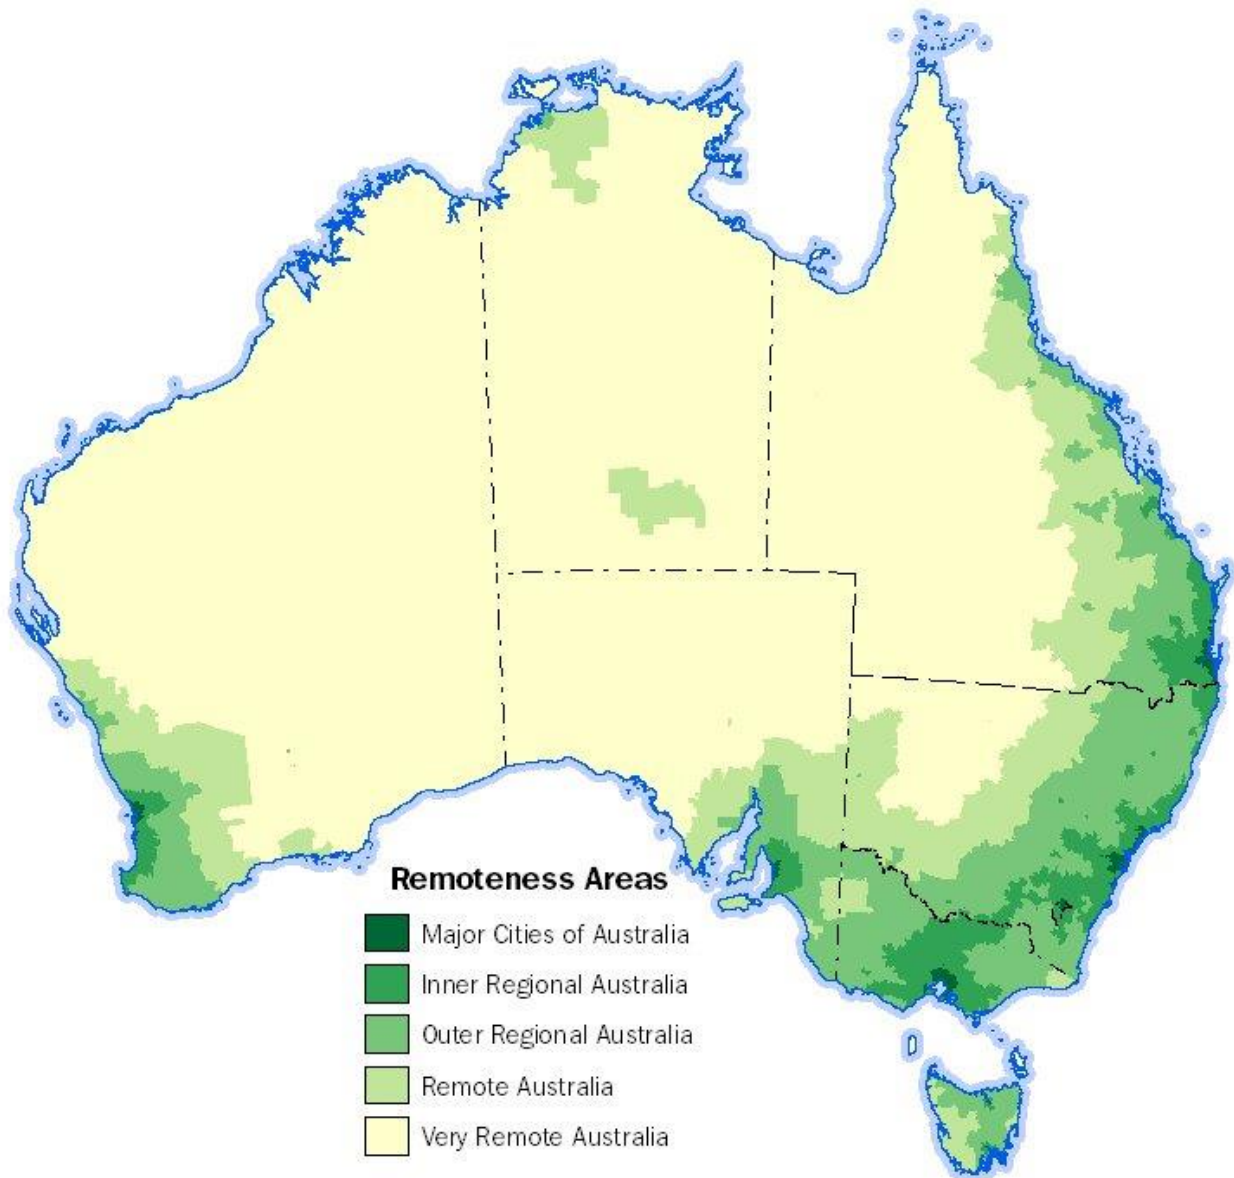 Remoteness Areas
Major Cities of Australia
Inner Regional Australia
Outer Regional Australia
Remote Australia
Very Remote Australia